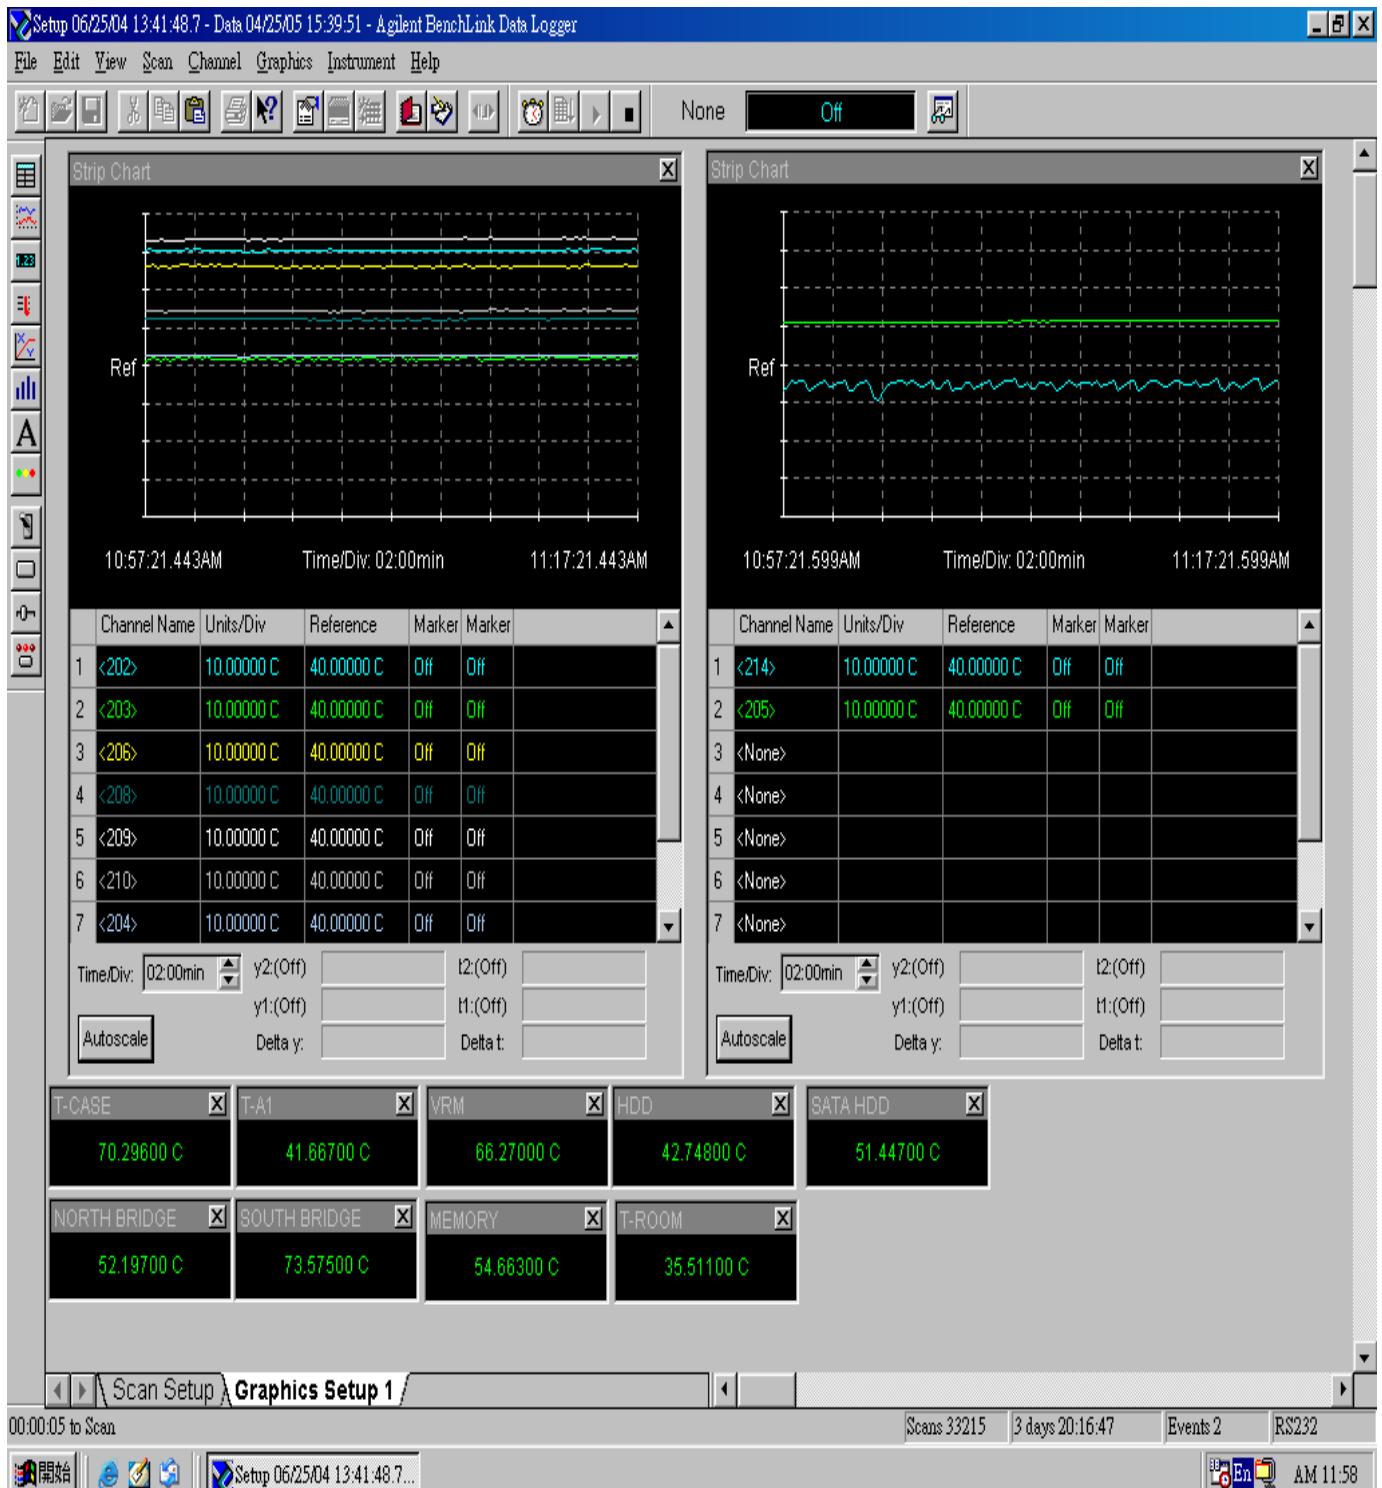 Setup 06/25/04 13:41:48.7 - Data 04/25/05 15:39:51 - Agilent BenchLink Data Logger
File Edit View Scan Channel Graphics Instrument Help
None Off
1.23
X Y
A
Strip Chart
Ref
10:57:21.443AM Time/Div: 02:00min 11:17:21.443AM
Channel Name Units/Div Reference Marker Marker
1 <202> 10.00000 C 40.00000 C Off Off
2 <203> 10.00000 C 40.00000 C Off Off
3 <206> 10.00000 C 40.00000 C Off Off
4 <208> 10.00000 C 40.00000 C Off Off
5 <209> 10.00000 C 40.00000 C Off Off
6 <210> 10.00000 C 40.00000 C Off Off
7 <204> 10.00000 C 40.00000 C Off Off
Time/Div: 02:00min y2:(Off) t2:(Off)
y1:(Off) t1:(Off)
Autoscale Delta y: Delta t:
Strip Chart
Ref
10:57:21.599AM Time/Div: 02:00min 11:17:21.599AM
Channel Name Units/Div Reference Marker Marker
1 <214> 10.00000 C 40.00000 C Off Off
2 <205> 10.00000 C 40.00000 C Off Off
3 <None>
4 <None>
5 <None>
6 <None>
7 <None>
Time/Div: 02:00min y2:(Off) t2:(Off)
y1:(Off) t1:(Off)
Autoscale Delta y: Delta t:
T-CASE T-A1 VRM HDD SATA HDD
70.29600 C 41.66700 C 66.27000 C 42.74800 C 51.44700 C
NORTH BRIDGE SOUTH BRIDGE MEMORY T-ROOM
52.19700 C 73.57500 C 54.66300 C 35.51100 C
Scan Setup Graphics Setup 1
00:00:05 to Scan Scans 33215 3 days 20:16:47 Events 2 RS232
開始 Setup 06/25/04 13:41:48.7... En AM 11:58